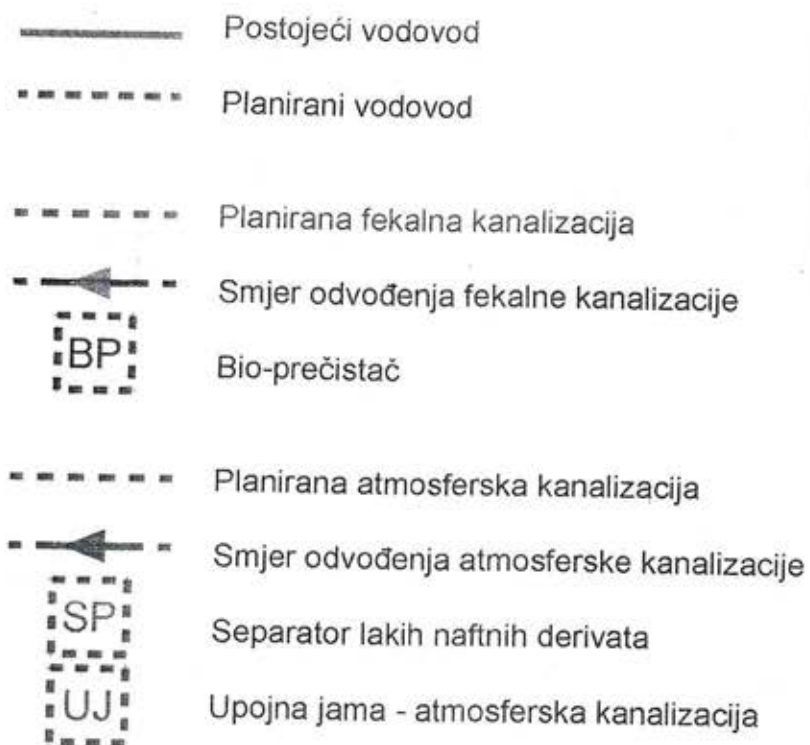 Postojeći vodovod
Planirani vodovod
Planirana fekalna kanalizacija
Smjer odvođenja fekalne kanalizacije
BP Bio-prečistač
Planirana atmosferska kanalizacija
Smjer odvođenja atmosferske kanalizacije
SP Separator lakih naftnih derivata
UJ Upojna jama - atmosferska kanalizacija